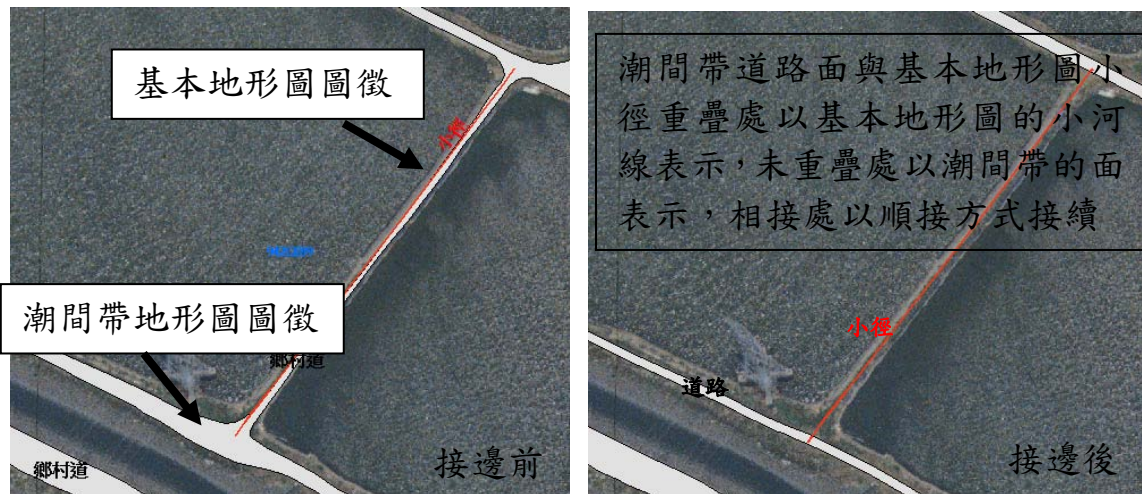 基本地形圖圖徵
小徑
潮間帶地形圖圖徵
鄉村道
鄉村道
接邊前
潮間帶道路面與基本地形圖小
徑重疊處以基本地形圖的小河
線表示，未重疊處以潮間帶的面
表示，相接處以順接方式接續
小徑
道路
接邊後